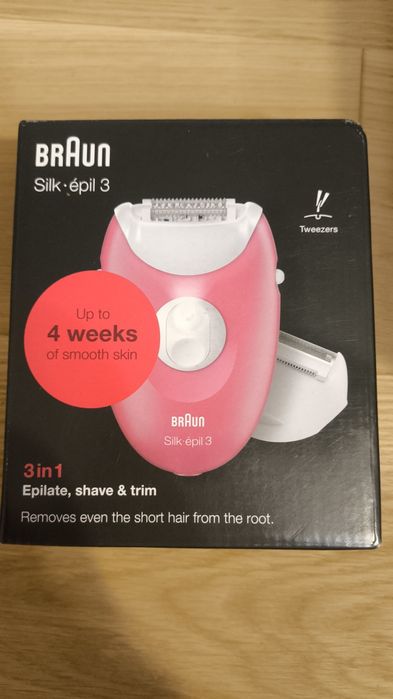 BRAUN
Silk·épil 3
Tweezers
Up to
4 weeks
of smooth skin
BRAUN
Silk·épil 3
3 in 1
Epilate, shave & trim
Removes even the short hair from the root.